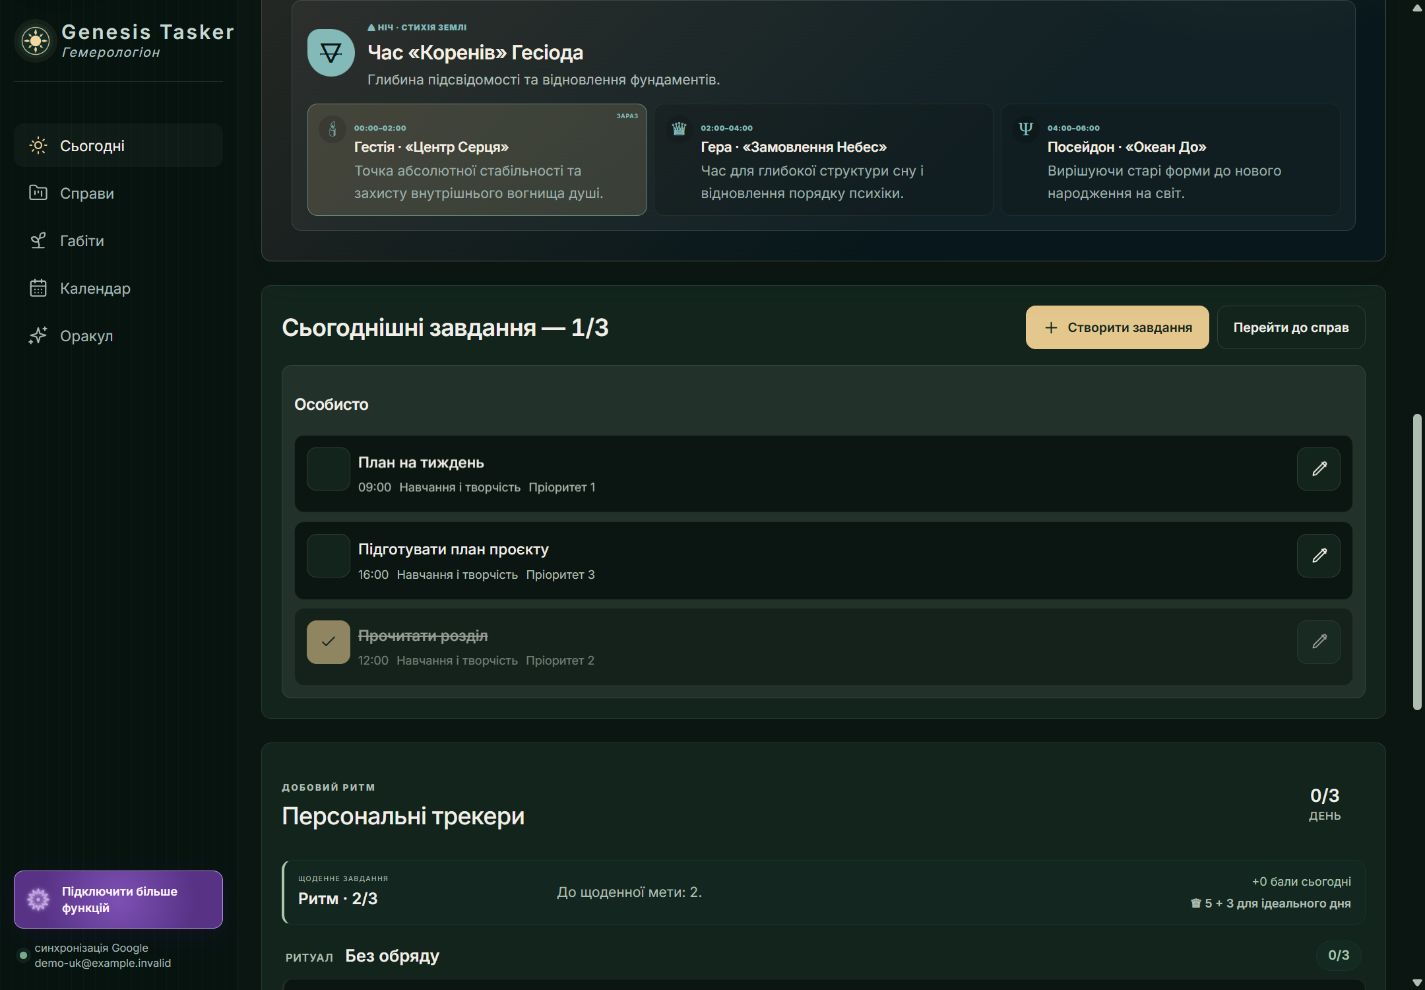 Genesis Tasker
Гемерологіон
Сьогодні
Справи
Габіти
Календар
Оракул
Підключити більше
функцій
синхронізація Google
demo-uk@example.invalid
НІЧ · СТИХІЯ ЗЕМЛІ
Час «Коренів» Гесіода
Глибина підсвідомості та відновлення фундаментів.
ЗАРАЗ
00:00–02:00
Гестія · «Центр Серця»
Точка абсолютної стабільності та
захисту внутрішнього вогнища душі.
02:00–04:00
Гера · «Замовлення Небес»
Час для глибокої структури сну і
відновлення порядку психіки.
04:00–06:00
Посейдон · «Океан До»
Вирішуючи старі форми до нового
народження на світ.
Сьогоднішні завдання — 1/3
+ Створити завдання
Перейти до справ
Особисто
План на тиждень
09:00 Навчання і творчість Пріоритет 1
Підготувати план проєкту
16:00 Навчання і творчість Пріоритет 3
Прочитати розділ
12:00 Навчання і творчість Пріоритет 2
ДОБОВИЙ РИТМ
Персональні трекери
0/3
ДЕНЬ
ЩОДЕННЕ ЗАВДАННЯ
Ритм · 2/3
До щоденної мети: 2.
+0 бали сьогодні
♛ 5 + 3 для ідеального дня
РИТУАЛ Без обряду
0/3